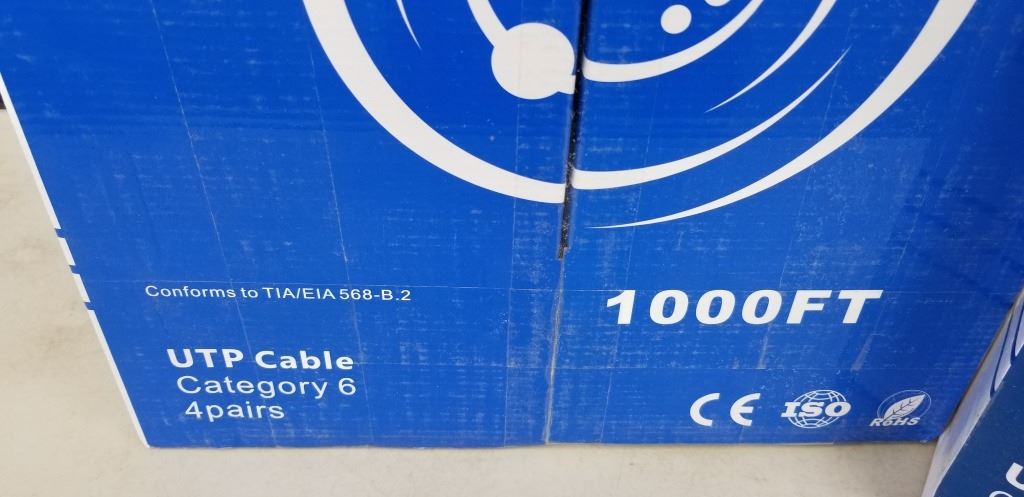 Conforms to TIA/EIA 568-B.2
1000FT
UTP Cable
Category 6
4pairs
CE ISO
RoHS